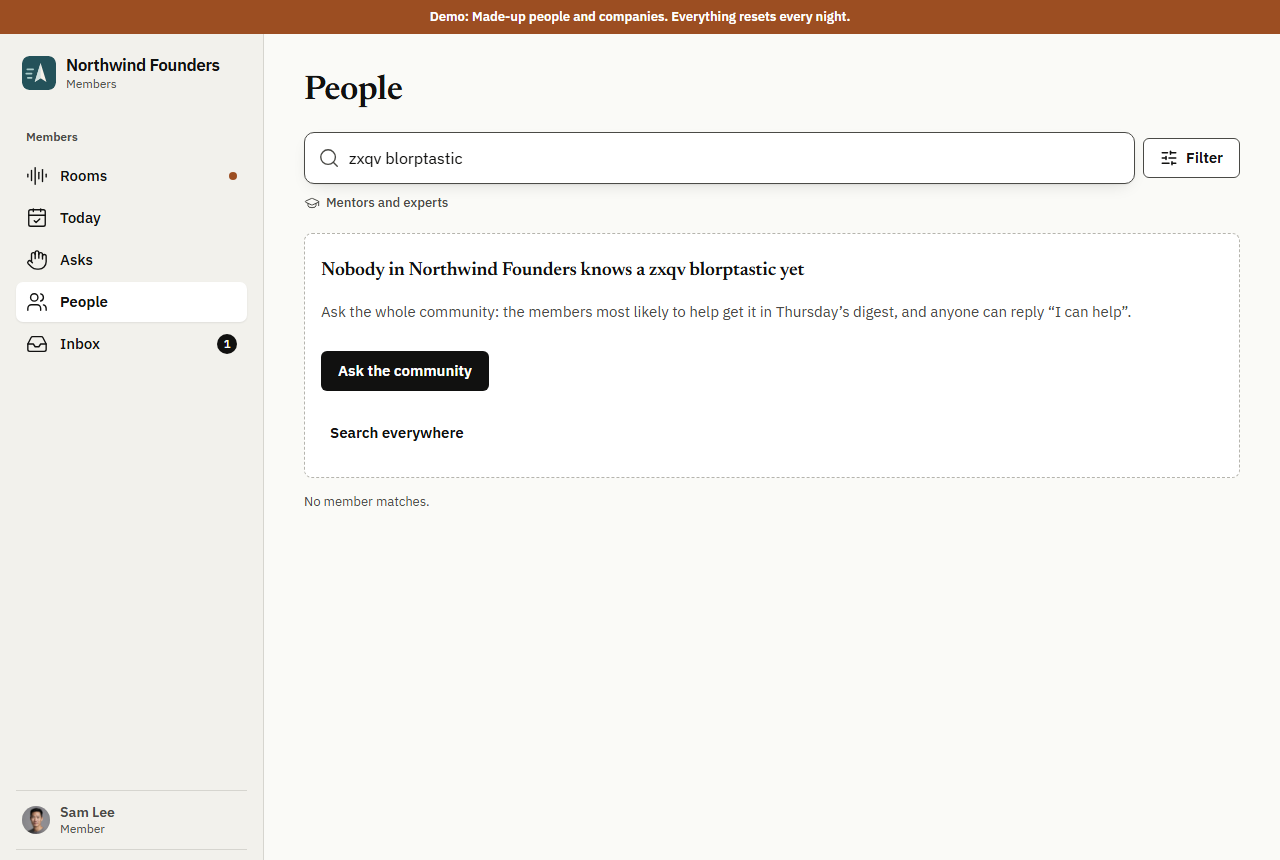 Demo: Made-up people and companies. Everything resets every night.
Northwind Founders
Members
Members
Rooms
Today
Asks
People
Inbox
1
Sam Lee
Member
People
zxqv blorptastic
Filter
Mentors and experts
Nobody in Northwind Founders knows a zxqv blorptastic yet
Ask the whole community: the members most likely to help get it in Thursday’s digest, and anyone can reply “I can help”.
Ask the community
Search everywhere
No member matches.